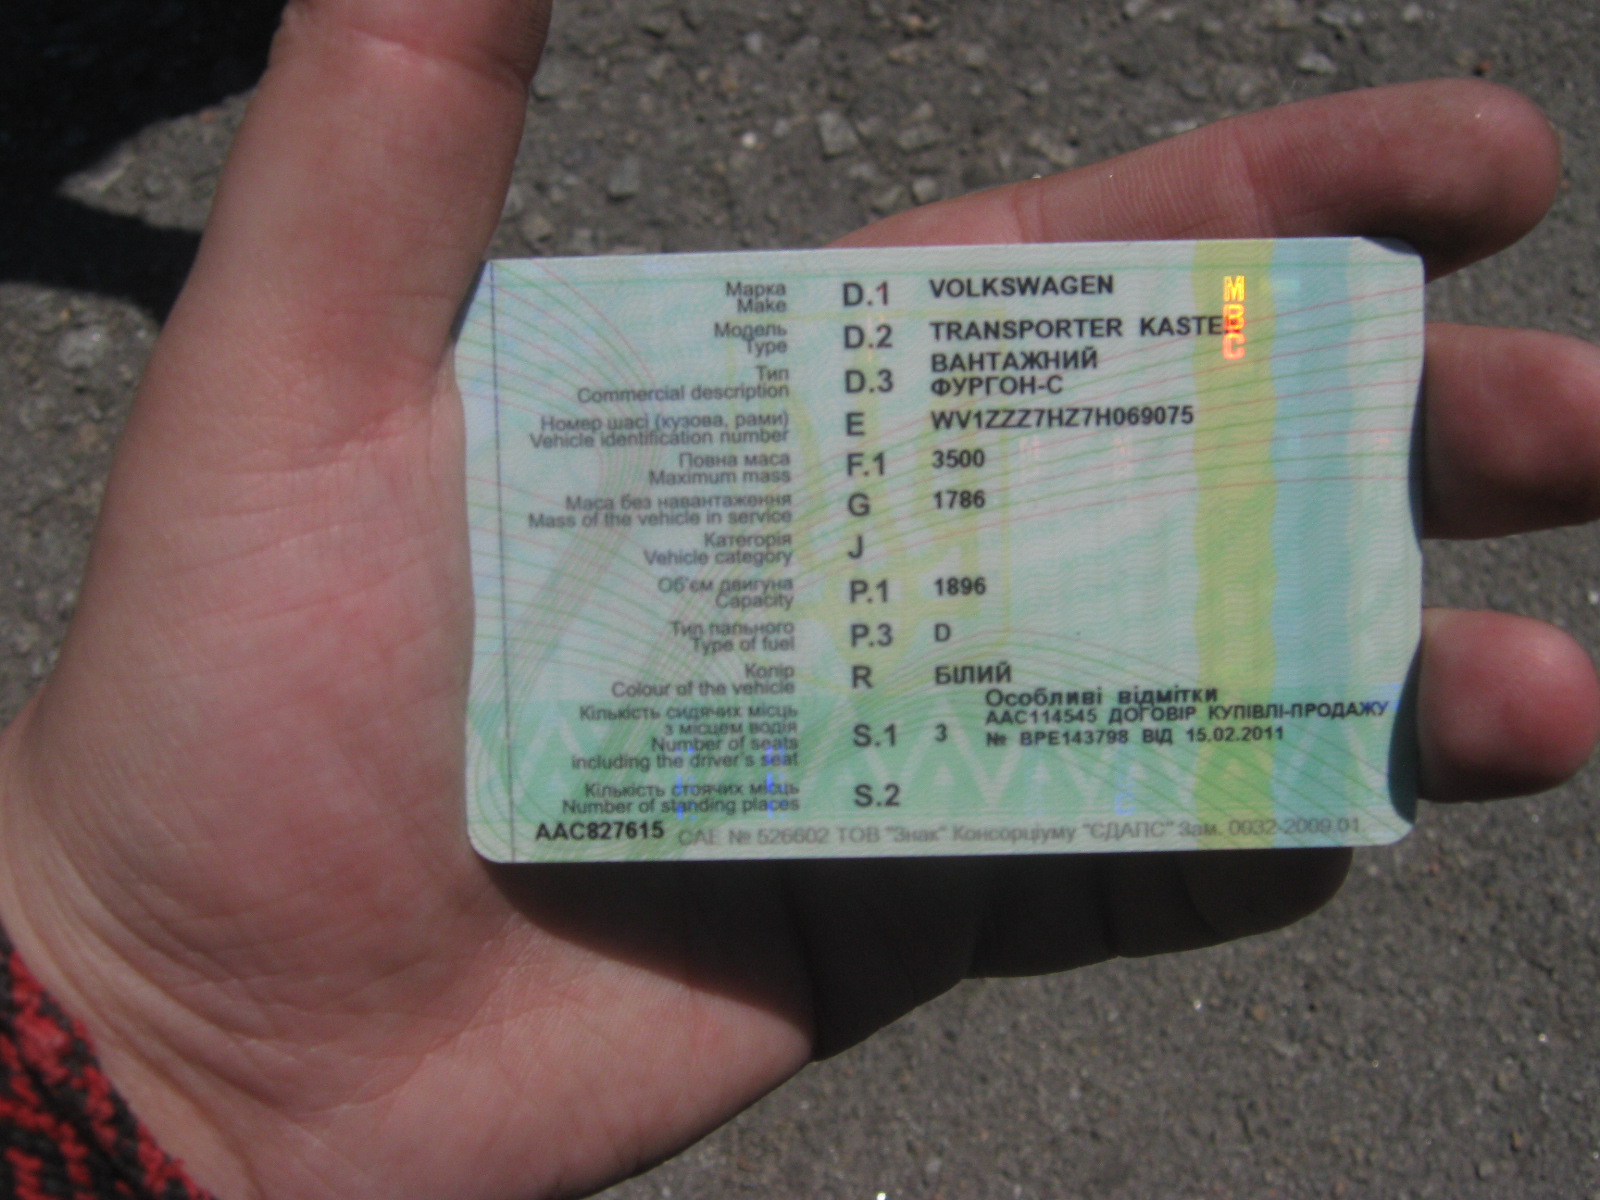 Марка
Make D.1 VOLKSWAGEN
Модель
Type D.2 TRANSPORTER KASTEN
Тип
Commercial description D.3 ВАНТАЖНИЙ
ФУРГОН-С
Номер шасі (кузова, рами)
Vehicle identification number E WV1ZZZ7HZ7H069075
Повна маса
Maximum mass F.1 3500
Маса без навантаження
Mass of the vehicle in service G 1786
Категорія
Vehicle category J
Об'єм двигуна
Capacity P.1 1896
Тип пального
Type of fuel P.3 D
Колір
Colour of the vehicle R БІЛИЙ
Кількість сидячих місць
з місцем водія
Number of seats
including the driver's seat S.1 3
Особливі відмітки
ААС114545 ДОГОВІР КУПІВЛІ-ПРОДАЖУ
№ ВРЕ143798 ВІД 15.02.2011
Кількість стоячих місць
Number of standing places S.2
ААС827615 САЕ № 526602 ТОВ "Знак" Консорціуму "ЄДАПС" Зам. 0032-2009.01
МВС